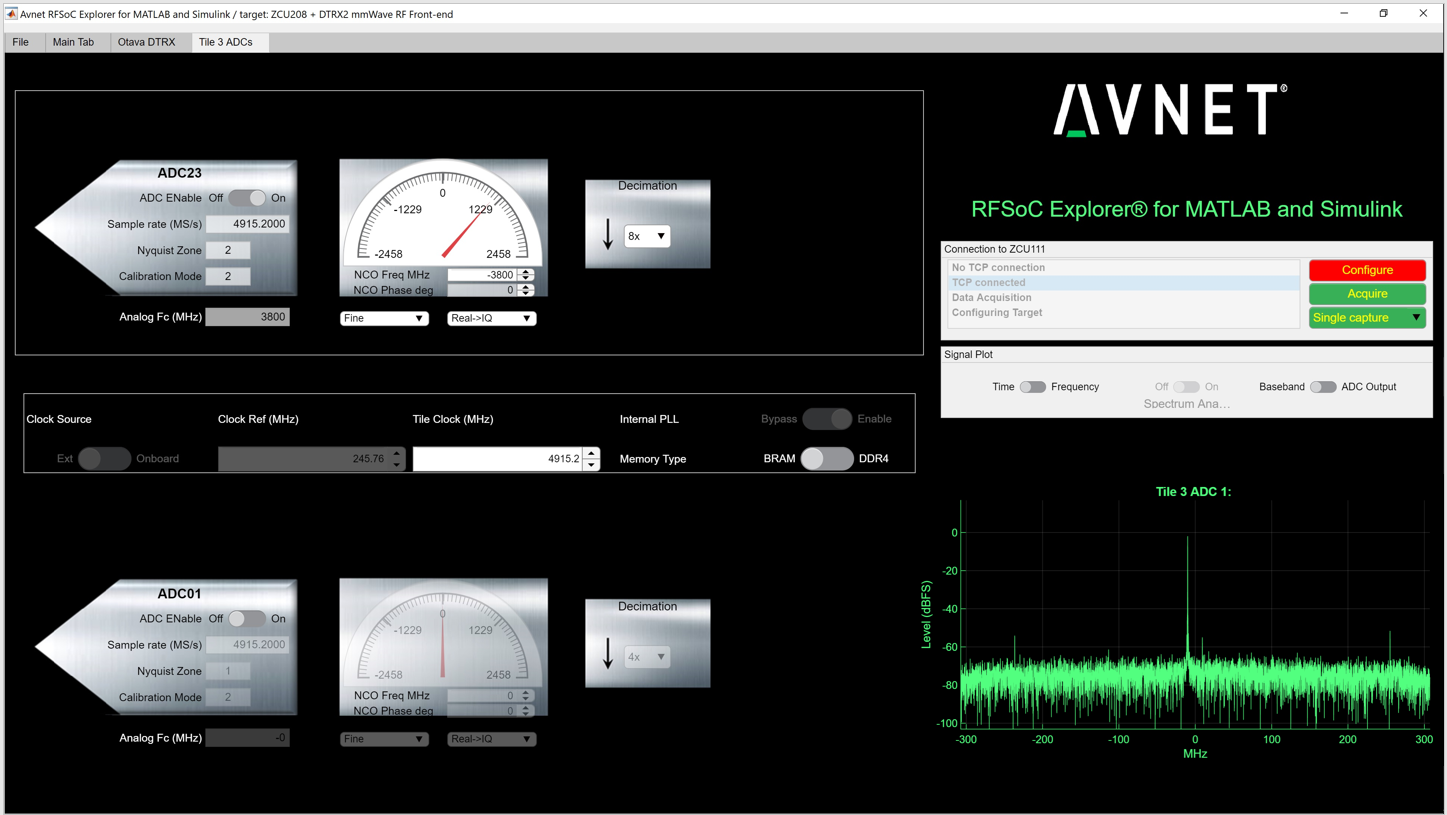 Avnet RFSoC Explorer for MATLAB and Simulink / target: ZCU208 + DTRX2 mmWave RF Front-end
File Main Tab Otava DTRX Tile 3 ADCs
AVNET®
RFSoC Explorer® for MATLAB and Simulink
ADC23
ADC ENable Off On
Sample rate (MS/s) 4915.2000
Nyquist Zone 2
Calibration Mode 2
Analog Fc (MHz) 3800
0
-1229 1229
-2458 2458
NCO Freq MHz -3800
NCO Phase deg 0
Fine Real->IQ
Decimation
8x
Connection to ZCU111
No TCP connection
TCP connected
Data Acquisition
Configuring Target
Configure
Acquire
Single capture
Signal Plot
Time Frequency Off On Baseband ADC Output
Spectrum Ana…
Clock Source Clock Ref (MHz) Tile Clock (MHz) Internal PLL Bypass Enable
Ext Onboard 245.76 4915.2 Memory Type BRAM DDR4
ADC01
ADC ENable Off On
Sample rate (MS/s) 4915.2000
Nyquist Zone 1
Calibration Mode 2
Analog Fc (MHz) -0
0
-1229 1229
-2458 2458
NCO Freq MHz 0
NCO Phase deg 0
Fine Real->IQ
Decimation
4x
Tile 3 ADC 1:
Level (dBFS)
0
-20
-40
-60
-80
-100
-300 -200 -100 0 100 200 300
MHz